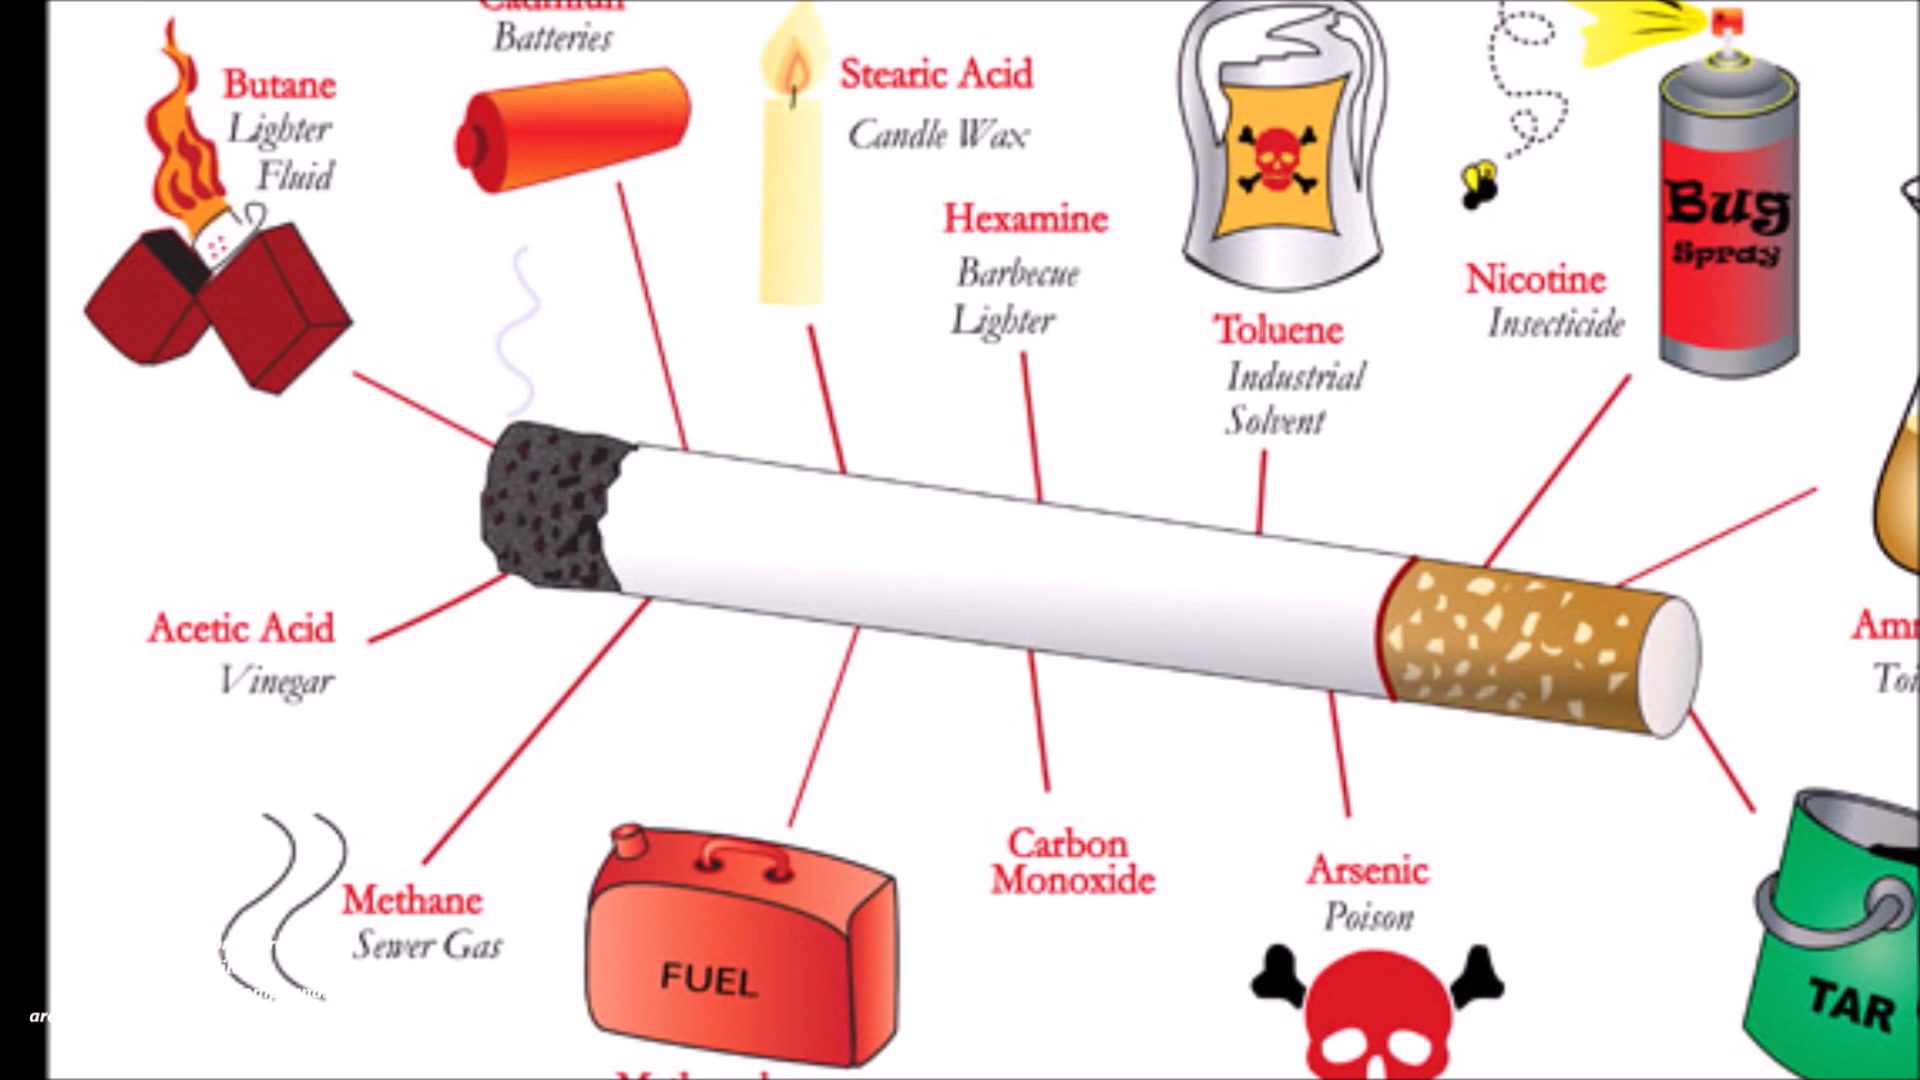 Cadmium
Batteries
Butane
Lighter
Fluid
Stearic Acid
Candle Wax
Hexamine
Barbecue
Lighter
Toluene
Industrial
Solvent
Nicotine
Insecticide
Bug
Spray
Acetic Acid
Vinegar
Methane
Sewer Gas
FUEL
Carbon
Monoxide
Arsenic
Poison
TAR